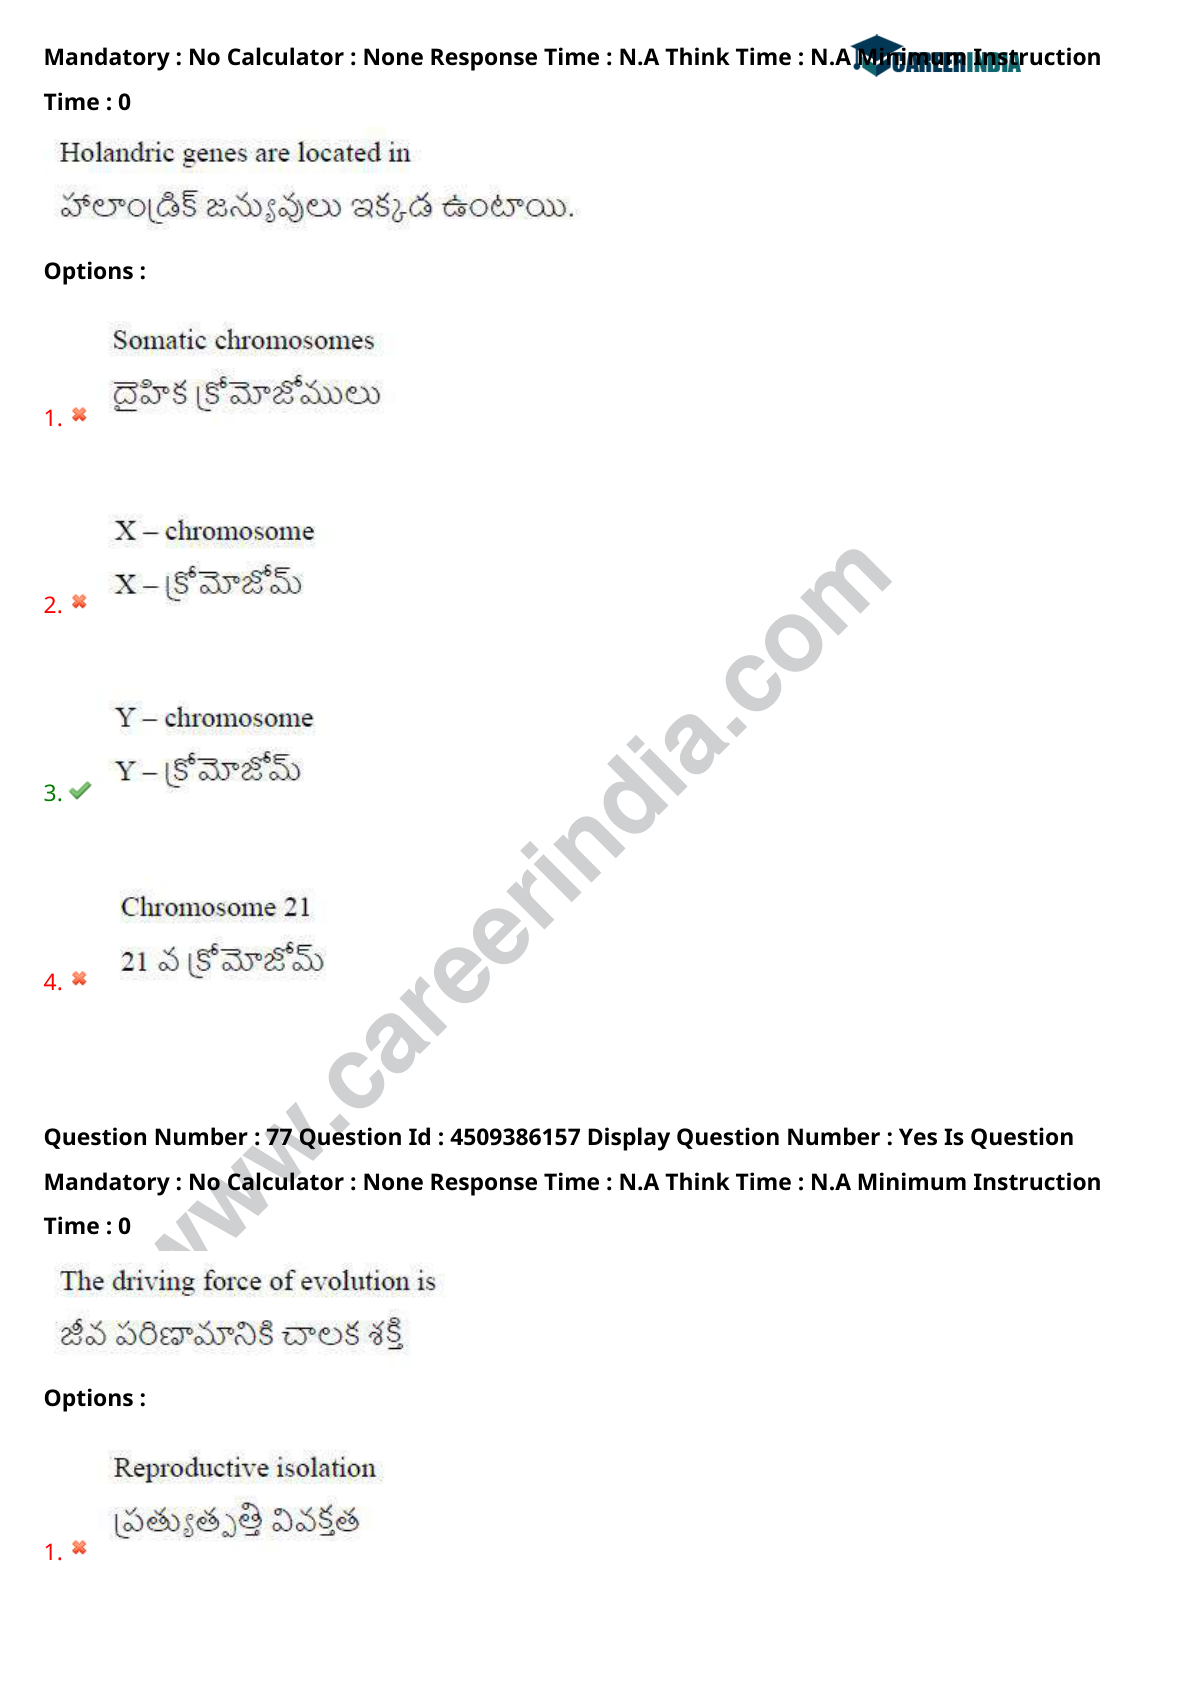 Mandatory : No Calculator : None Response Time : N.A Think Time : N.A Minimum Instruction
CAREERINDIA
Time : 0
Holandric genes are located in
హాలాండ్రిక్ జన్యువులు ఇక్కడ ఉంటాయి.
Options :
Somatic chromosomes
దైహిక క్రోమోజోములు
1.
X – chromosome
X – క్రోమోజోమ్
2.
Y – chromosome
Y – క్రోమోజోమ్
3.
Chromosome 21
21 వ క్రోమోజోమ్
4.
www.careerindia.com
Question Number : 77 Question Id : 4509386157 Display Question Number : Yes Is Question
Mandatory : No Calculator : None Response Time : N.A Think Time : N.A Minimum Instruction
Time : 0
The driving force of evolution is
జీవ పరిణామానికి చాలక శక్తి
Options :
Reproductive isolation
ప్రత్యుత్పత్తి వివక్తత
1.